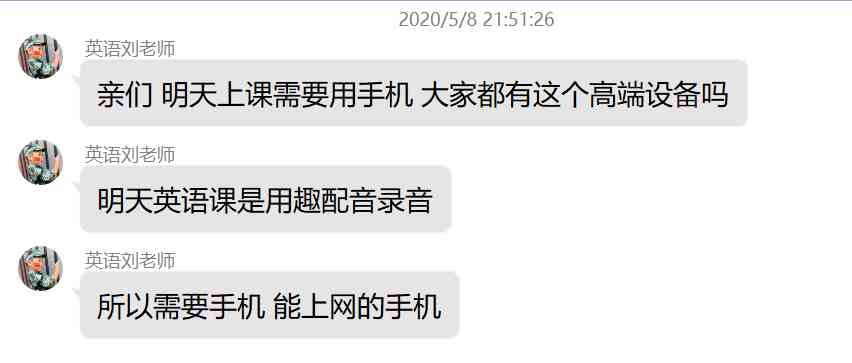 2020/5/8 21:51:26
英语刘老师
亲们 明天上课需要用手机 大家都有这个高端设备吗
英语刘老师
明天英语课是用趣配音录音
英语刘老师
所以需要手机 能上网的手机